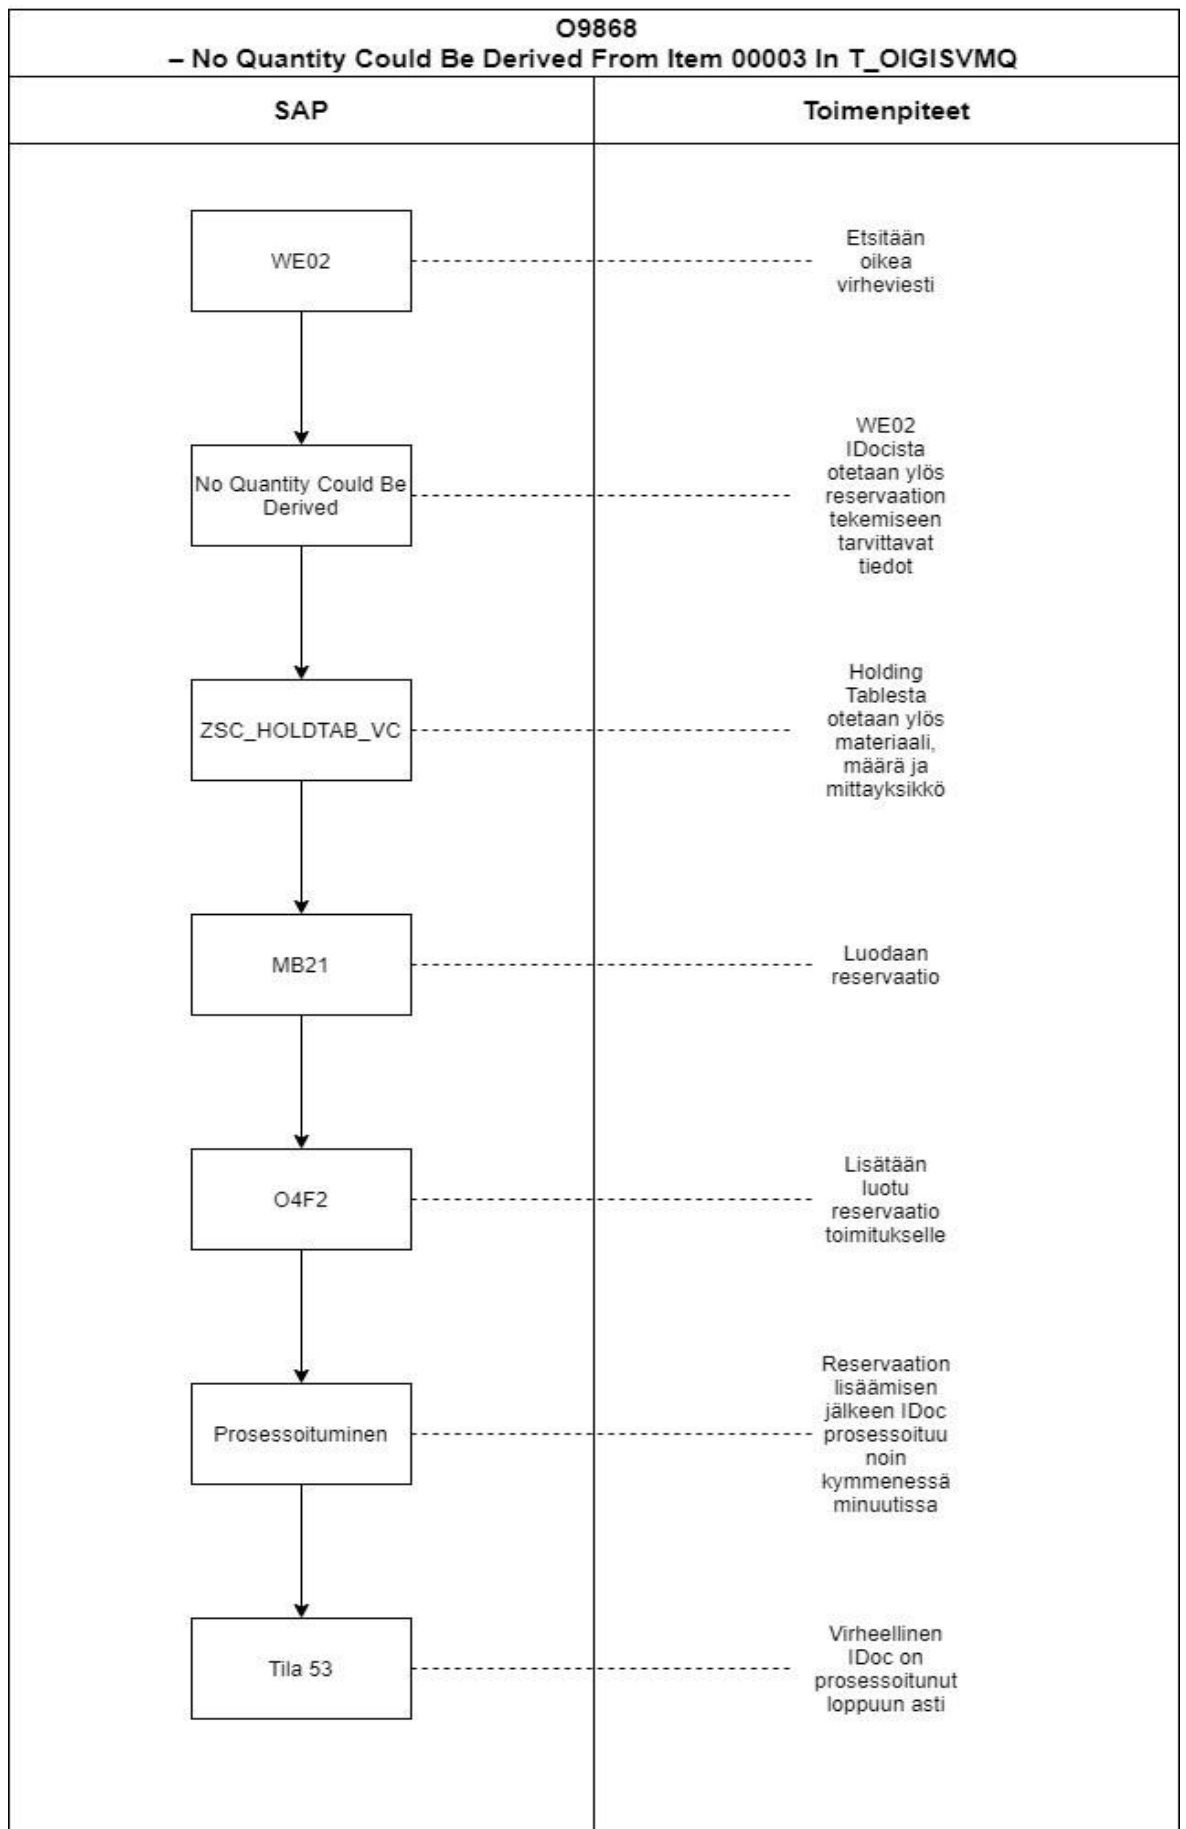 O9868
– No Quantity Could Be Derived From Item 00003 In T_OIGISVMQ
SAP
Toimenpiteet
WE02
Etsitään
oikea
virheviesti
No Quantity Could Be
Derived
WE02
IDocista
otetaan ylös
reservaation
tekemiseen
tarvittavat
tiedot
ZSC_HOLDTAB_VC
Holding
Tablesta
otetaan ylös
materiaali,
määrä ja
mittayksikkö
MB21
Luodaan
reservaatio
O4F2
Lisätään
luotu
reservaatio
toimitukselle
Prosessoituminen
Reservaation
lisäämisen
jälkeen IDoc
prosessoituu
noin
kymmenessä
minuutissa
Tila 53
Virheellinen
IDoc on
prosessoitunut
loppuun asti